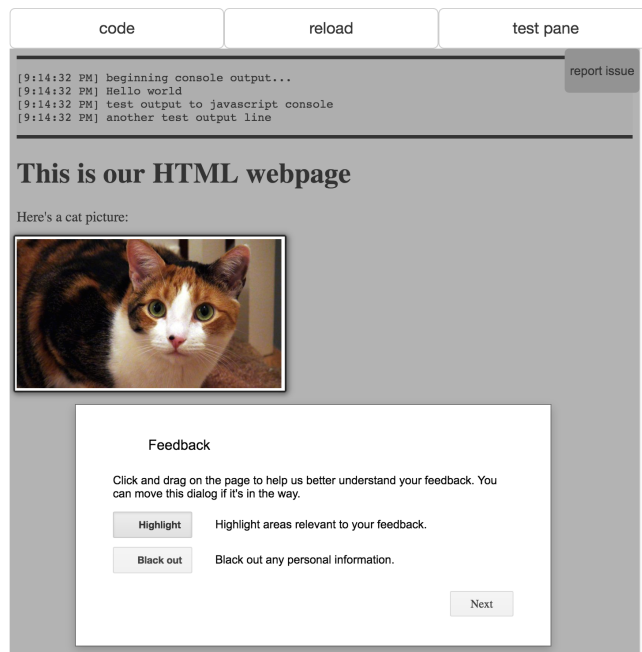 code
reload
test pane
report issue
[9:14:32 PM] beginning console output...
[9:14:32 PM] Hello world
[9:14:32 PM] test output to javascript console
[9:14:32 PM] another test output line
This is our HTML webpage
Here's a cat picture:
Feedback
Click and drag on the page to help us better understand your feedback. You
can move this dialog if it's in the way.
Highlight
Highlight areas relevant to your feedback.
Black out
Black out any personal information.
Next